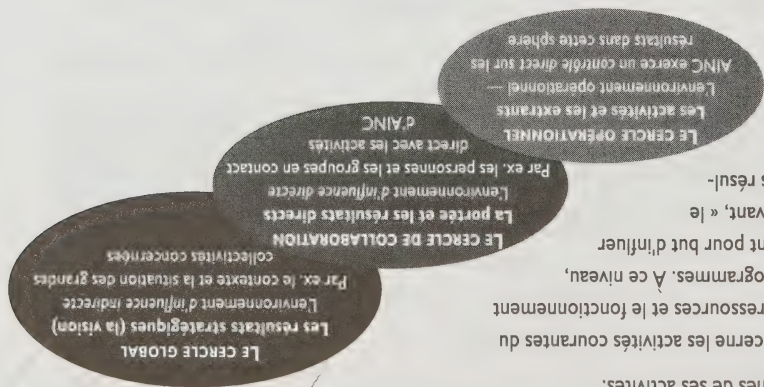 nes de ses activités.
cerne les activités courantes du
ressources et le fonctionnement
ogrammes. À ce niveau,
nt pour but d'influer
vant, « le
s résul-
LE CERCLE GLOBAL
Les résultats stratégiques (la vision)
L'environnement d'influence indirecte
Par ex. le contexte et la situation des grandes
collectivités concernées
LE CERCLE DE COLLABORATION
La portée et les résultats directs
L'environnement d'influence directe
Par ex. les personnes et les groupes en contact
direct avec les activités
d'AINC
LE CERCLE OPÉRATIONNEL
Les activités et les extrants
L'environnement opérationnel —
AINC exerce un contrôle direct sur les
résultats dans cette sphère